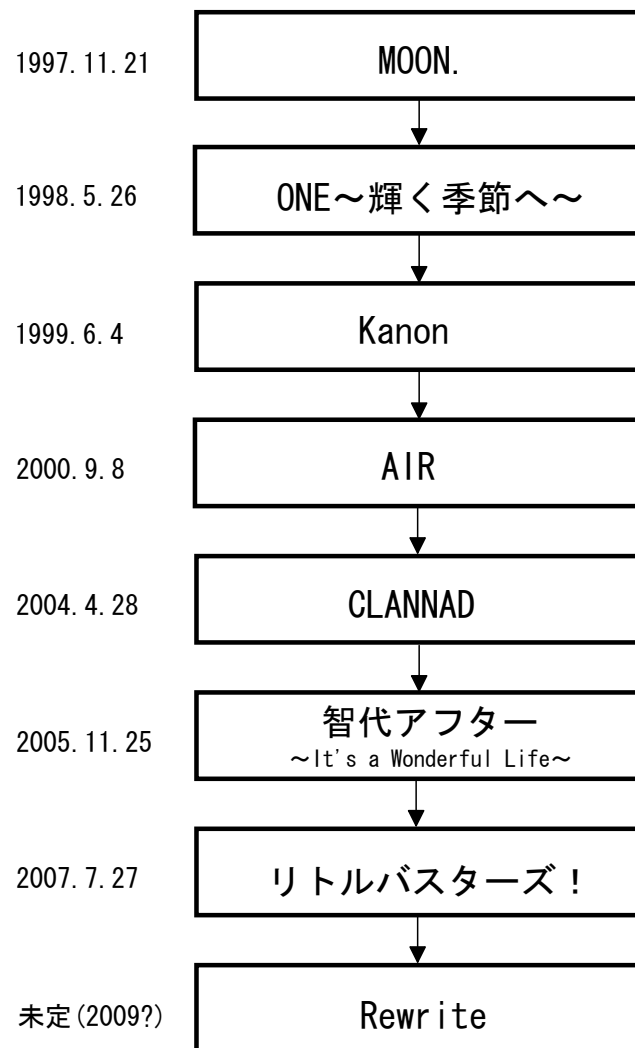 1997.11.21
MOON.
1998.5.26
ONE～輝く季節へ～
1999.6.4
Kanon
2000.9.8
AIR
2004.4.28
CLANNAD
2005.11.25
智代アフター
～It's a Wonderful Life～
2007.7.27
リトルバスターズ！
未定(2009?)
Rewrite